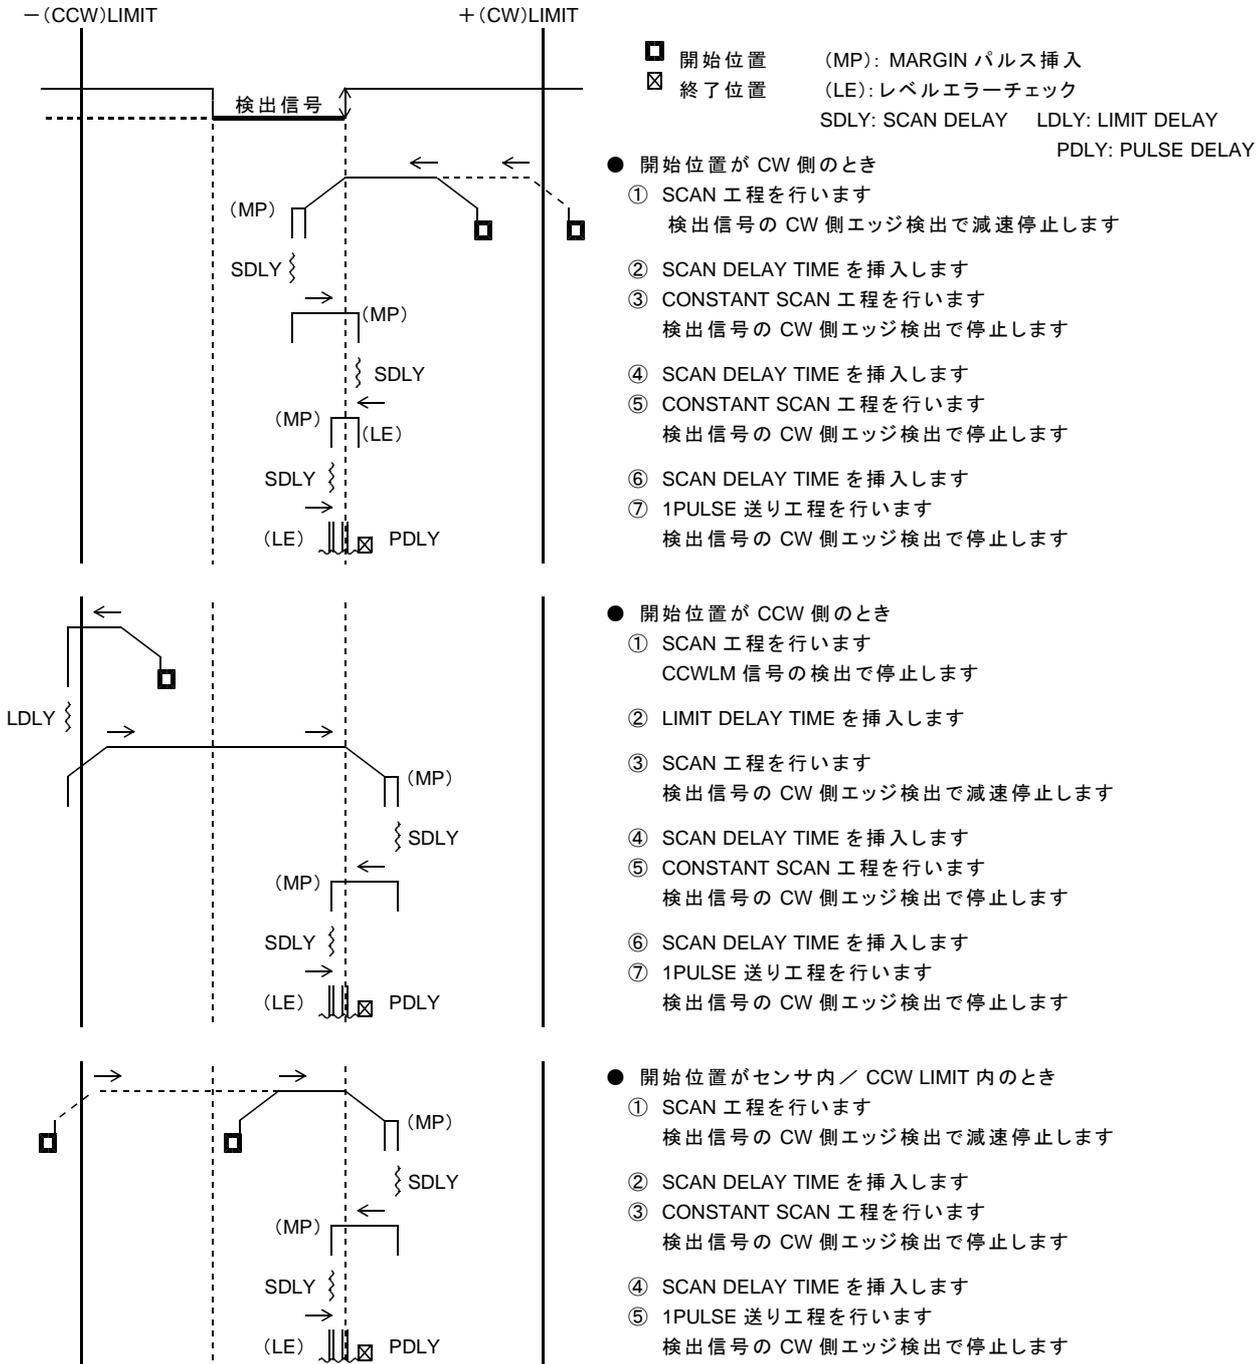 －(CCW)LIMIT
＋(CW)LIMIT
開始位置　(MP): MARGIN パルス挿入
終了位置　(LE):レベルエラーチェック
SDLY: SCAN DELAY　LDLY: LIMIT DELAY
PDLY: PULSE DELAY
検出信号
(MP)
SDLY
(MP)
SDLY
(MP)
(LE)
SDLY
(LE)
PDLY
● 開始位置が CW 側のとき
① SCAN 工程を行います
検出信号の CW 側エッジ検出で減速停止します
② SCAN DELAY TIME を挿入します
③ CONSTANT SCAN 工程を行います
検出信号の CW 側エッジ検出で停止します
④ SCAN DELAY TIME を挿入します
⑤ CONSTANT SCAN 工程を行います
検出信号の CW 側エッジ検出で停止します
⑥ SCAN DELAY TIME を挿入します
⑦ 1PULSE 送り工程を行います
検出信号の CW 側エッジ検出で停止します
LDLY
(MP)
SDLY
(MP)
SDLY
(LE)
PDLY
● 開始位置が CCW 側のとき
① SCAN 工程を行います
CCWLM 信号の検出で停止します
② LIMIT DELAY TIME を挿入します
③ SCAN 工程を行います
検出信号の CW 側エッジ検出で減速停止します
④ SCAN DELAY TIME を挿入します
⑤ CONSTANT SCAN 工程を行います
検出信号の CW 側エッジ検出で停止します
⑥ SCAN DELAY TIME を挿入します
⑦ 1PULSE 送り工程を行います
検出信号の CW 側エッジ検出で停止します
(MP)
SDLY
(MP)
SDLY
(LE)
PDLY
● 開始位置がセンサ内／ CCW LIMIT 内のとき
① SCAN 工程を行います
検出信号の CW 側エッジ検出で減速停止します
② SCAN DELAY TIME を挿入します
③ CONSTANT SCAN 工程を行います
検出信号の CW 側エッジ検出で停止します
④ SCAN DELAY TIME を挿入します
⑤ 1PULSE 送り工程を行います
検出信号の CW 側エッジ検出で停止します